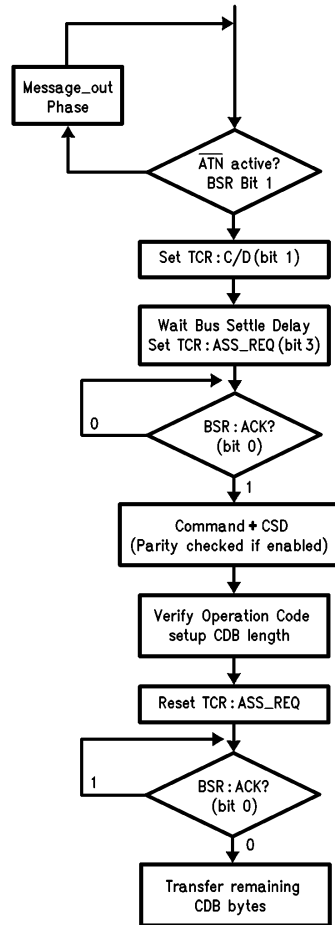 Message_out
Phase
ATN active?
BSR Bit 1
Set TCR:C/D(bit 1)
Wait Bus Settle Delay
Set TCR:ASS_REQ(bit3)
0
BSR:ACK?
(bit 0)
1
Command+CSD
(Parity checked if enabled)
Verify Operation Code
setup CDB length
Reset TCR:ASS_REQ
1
BSR:ACK?
(bit 0)
0
Transfer remaining
CDB bytes